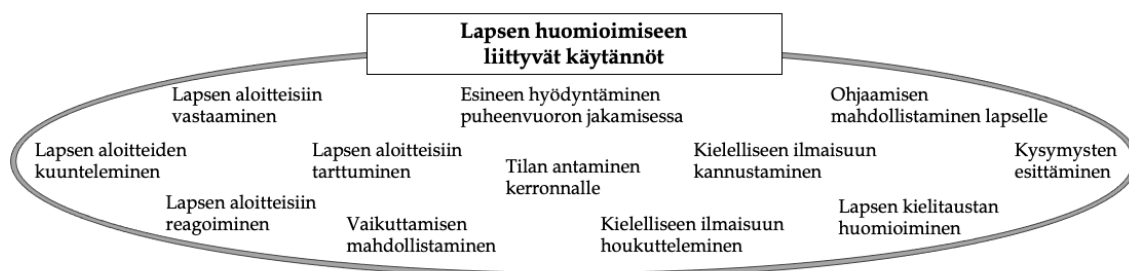 Lapsen huomioimiseen
liittyvät käytännöt
Lapsen aloitteisiin
vastaaminen
Esineen hyödyntäminen
puheenvuoron jakamisessa
Ohjaamisen
mahdollistaminen lapselle
Lapsen aloitteiden
kuunteleminen
Lapsen aloitteisiin
tarttuminen
Tilan antaminen
kerronnalle
Kielelliseen ilmaisuun
kannustaminen
Kysymysten
esittäminen
Lapsen aloitteisiin
reagoiminen
Vaikuttamisen
mahdollistaminen
Kielelliseen ilmaisuun
houkutteleminen
Lapsen kielitaustan
huomioiminen